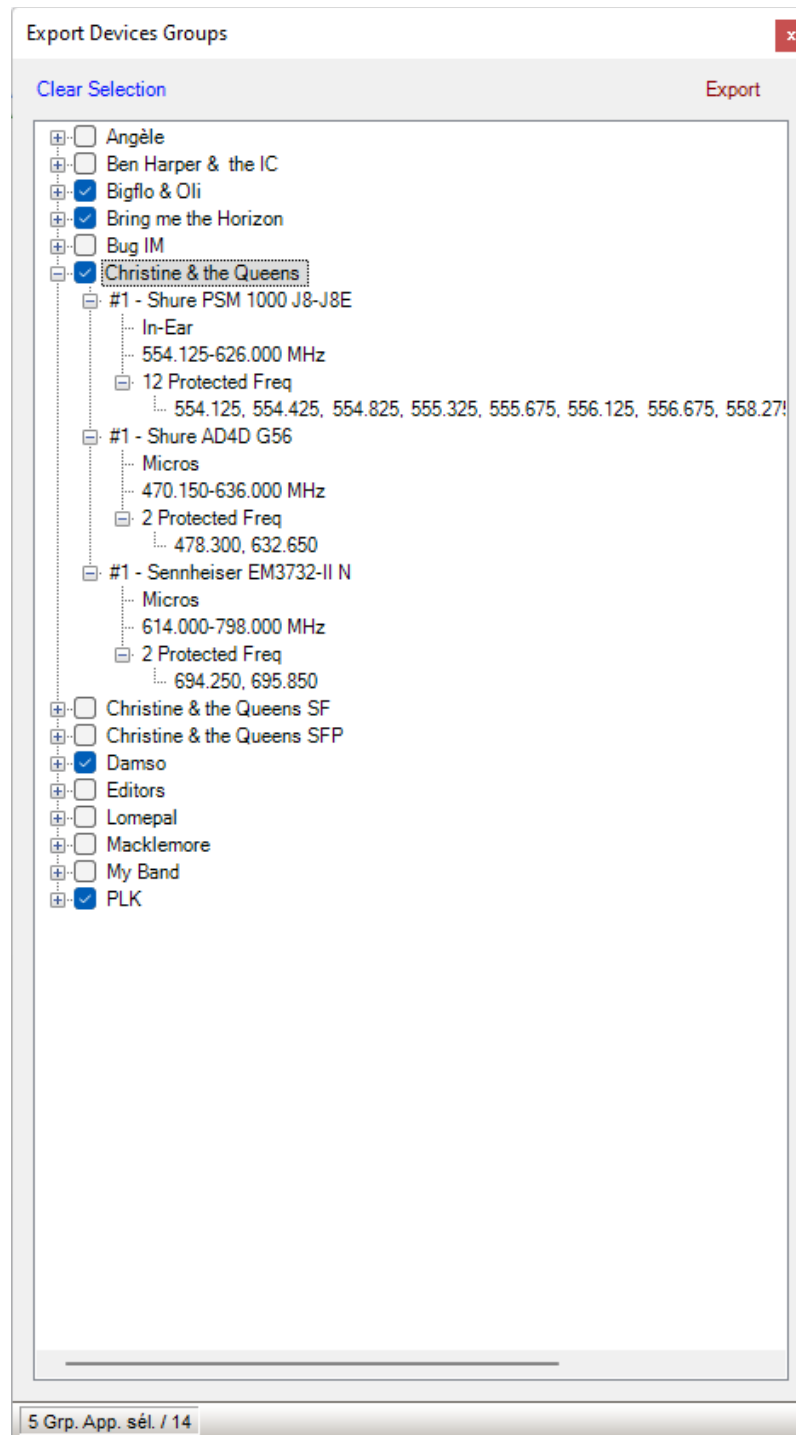 Export Devices Groups
x
Clear Selection
Export
Angèle
Ben Harper & the IC
Bigflo & Oli
Bring me the Horizon
Bug IM
Christine & the Queens
#1 - Shure PSM 1000 J8-J8E
In-Ear
554.125-626.000 MHz
12 Protected Freq
554.125, 554.425, 554.825, 555.325, 555.675, 556.125, 556.675,
#1 - Shure AD4D G56
Micros
470.150-636.000 MHz
2 Protected Freq
478.300, 632.650
#1 - Sennheiser EM3732-II N
Micros
614.000-798.000 MHz
2 Protected Freq
694.250, 695.850
Christine & the Queens SF
Christine & the Queens SFP
Damso
Editors
Lomepal
Macklemore
My Band
PLK
5 Grp. App. sél. / 14